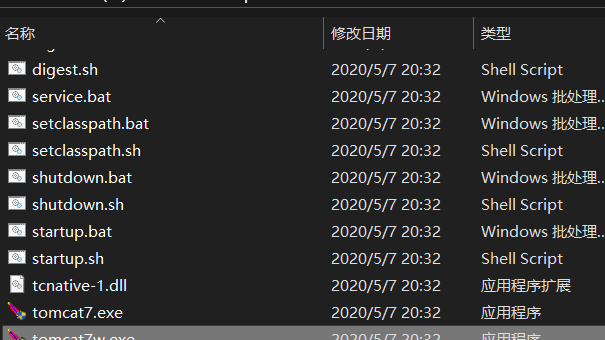 名称 修改日期 类型
digest.sh 2020/5/7 20:32 Shell Script
service.bat 2020/5/7 20:32 Windows 批处理...
setclasspath.bat 2020/5/7 20:32 Windows 批处理...
setclasspath.sh 2020/5/7 20:32 Shell Script
shutdown.bat 2020/5/7 20:32 Windows 批处理...
shutdown.sh 2020/5/7 20:32 Shell Script
startup.bat 2020/5/7 20:32 Windows 批处理...
startup.sh 2020/5/7 20:32 Shell Script
tcnative-1.dll 2020/5/7 20:32 应用程序扩展
tomcat7.exe 2020/5/7 20:32 应用程序
tomcat7w.exe 2020/5/7 20:32 应用程序